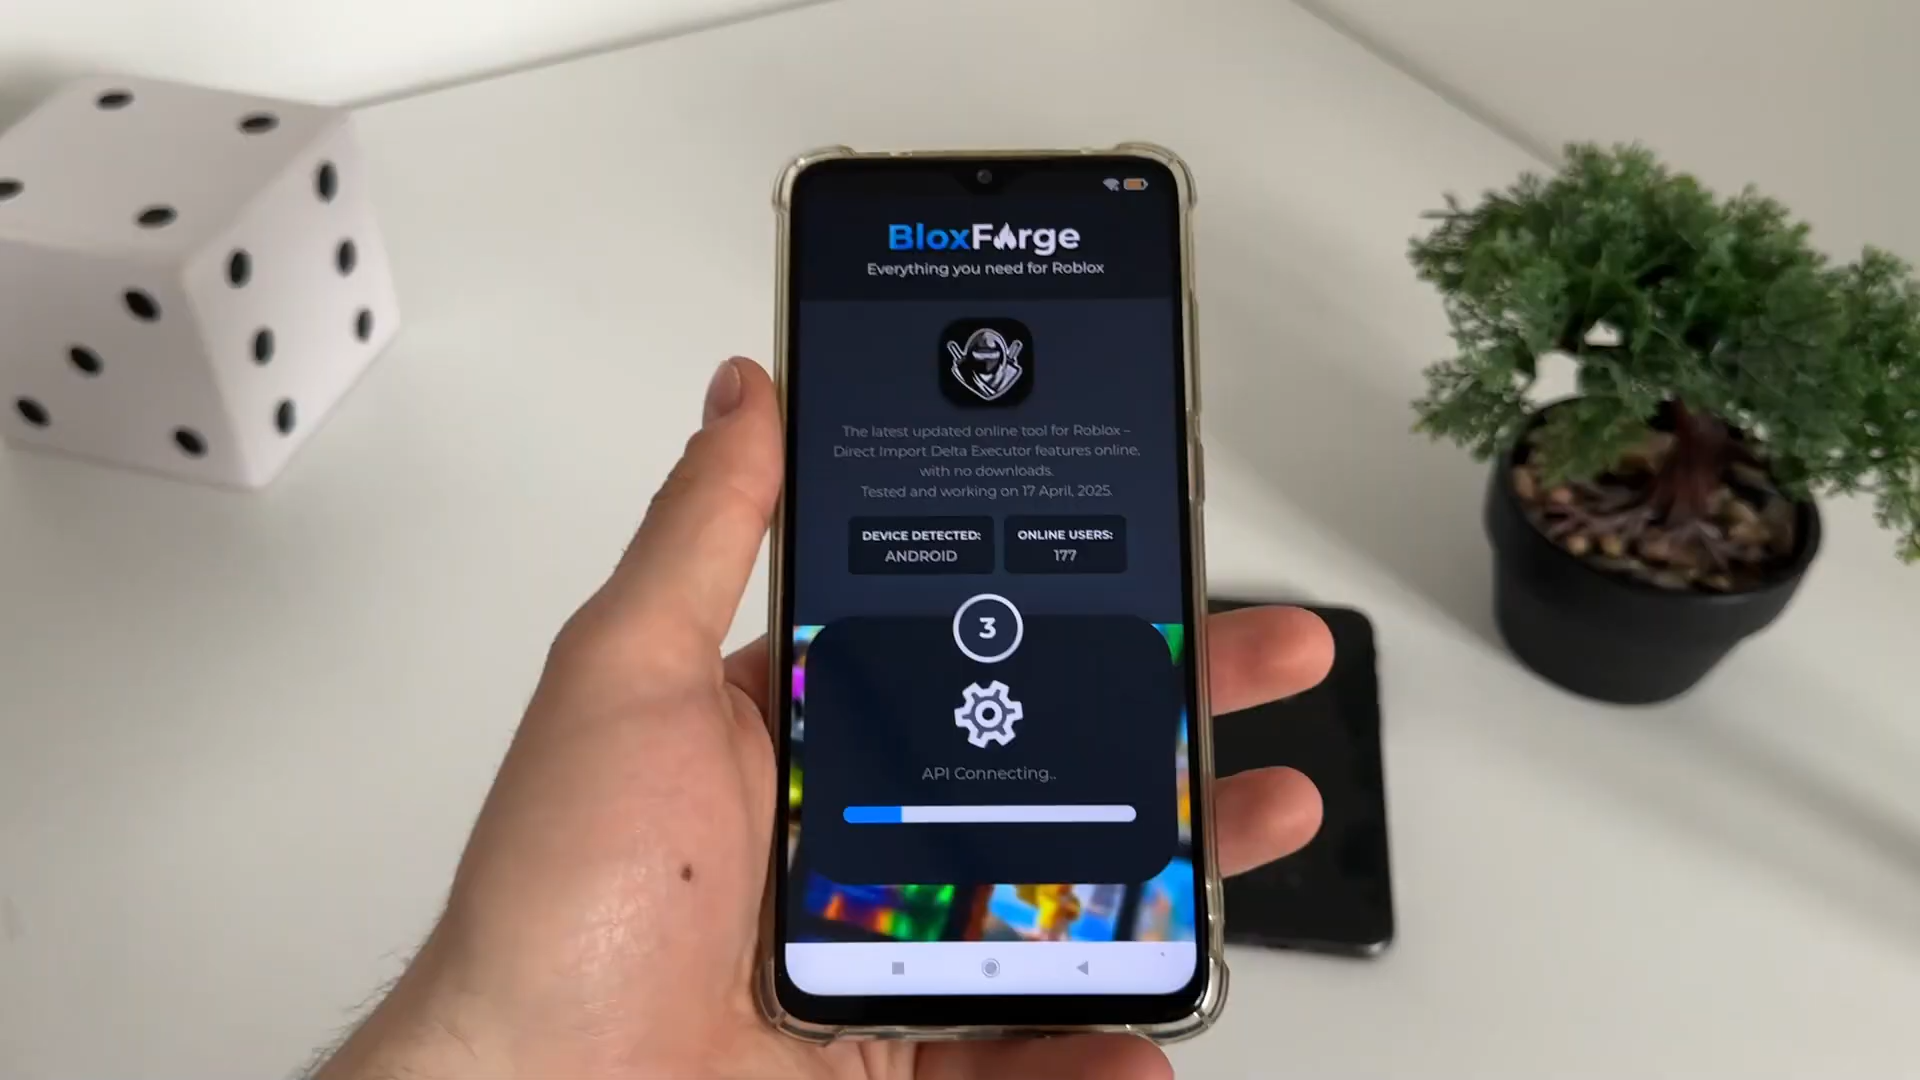 BloxForge
Everything you need for Roblox
The latest updated online tool for Roblox –
Direct Import Delta Executor features online,
with no downloads.
Tested and working on 17 April, 2025.
DEVICE DETECTED:
ANDROID
ONLINE USERS:
177
3
API Connecting..